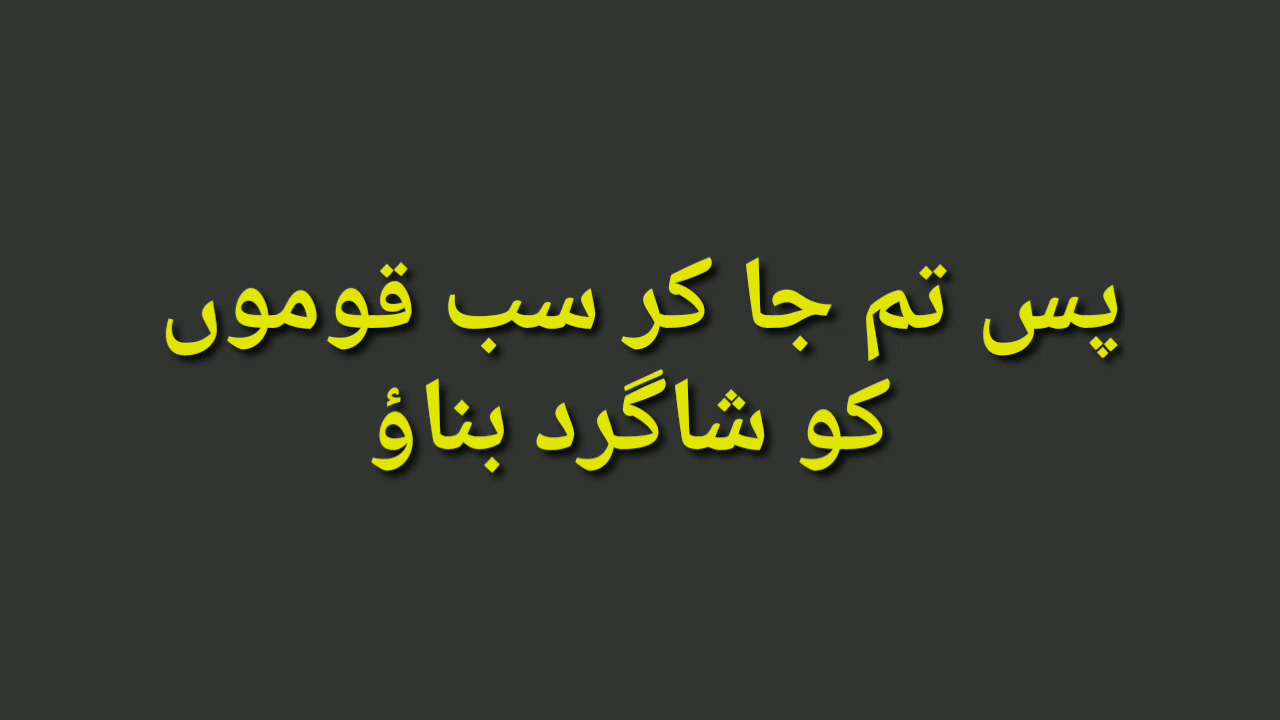 پس تم جا کر سب قوموں
کو شاگرد بناؤ